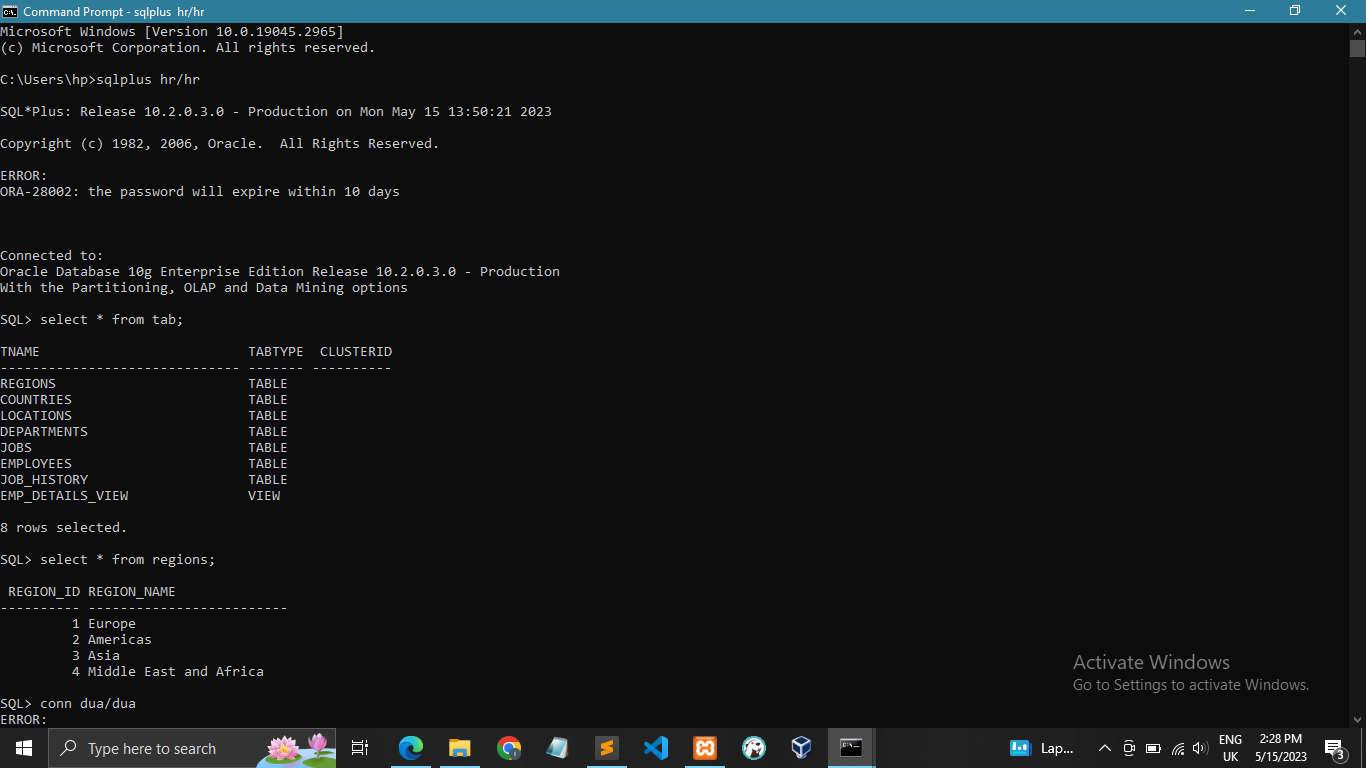 Command Prompt - sqlplus  hr/hr
Microsoft Windows [Version 10.0.19045.2965]
(c) Microsoft Corporation. All rights reserved.
C:\Users\hp>sqlplus hr/hr
SQL*Plus: Release 10.2.0.3.0 - Production on Mon May 15 13:50:21 2023
Copyright (c) 1982, 2006, Oracle.  All Rights Reserved.
ERROR:
ORA-28002: the password will expire within 10 days
Connected to:
Oracle Database 10g Enterprise Edition Release 10.2.0.3.0 - Production
With the Partitioning, OLAP and Data Mining options
SQL> select * from tab;
TNAME                          TABTYPE  CLUSTERID
------------------------------ ------- ----------
REGIONS                        TABLE
COUNTRIES                      TABLE
LOCATIONS                      TABLE
DEPARTMENTS                    TABLE
JOBS                           TABLE
EMPLOYEES                      TABLE
JOB_HISTORY                    TABLE
EMP_DETAILS_VIEW               VIEW
8 rows selected.
SQL> select * from regions;
 REGION_ID REGION_NAME
---------- -------------------------
         1 Europe
         2 Americas
         3 Asia
         4 Middle East and Africa
SQL> conn dua/dua
ERROR:
Activate Windows
Go to Settings to activate Windows.
Type here to search
Lap...
ENG
UK
2:28 PM
5/15/2023
3